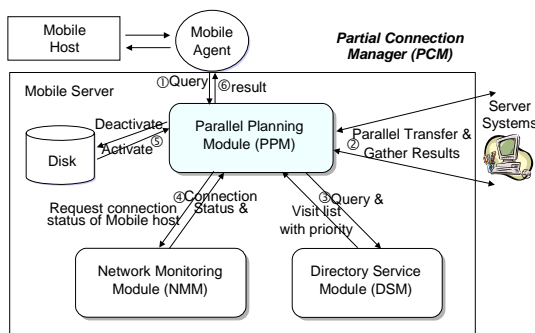 Mobile
Host
Mobile
Agent
Partial Connection
Manager (PCM)
①Query
⑥result
Mobile Server
Server
Systems
Deactivate
Activate⑤
Disk
Parallel Planning
Module (PPM)
Parallel Transfer &
②
Gather Results
④Connection
Status &
Request connection
status of Mobile host
③Query &
Visit list
with priority
Network Monitoring
Module (NMM)
Directory Service
Module (DSM)